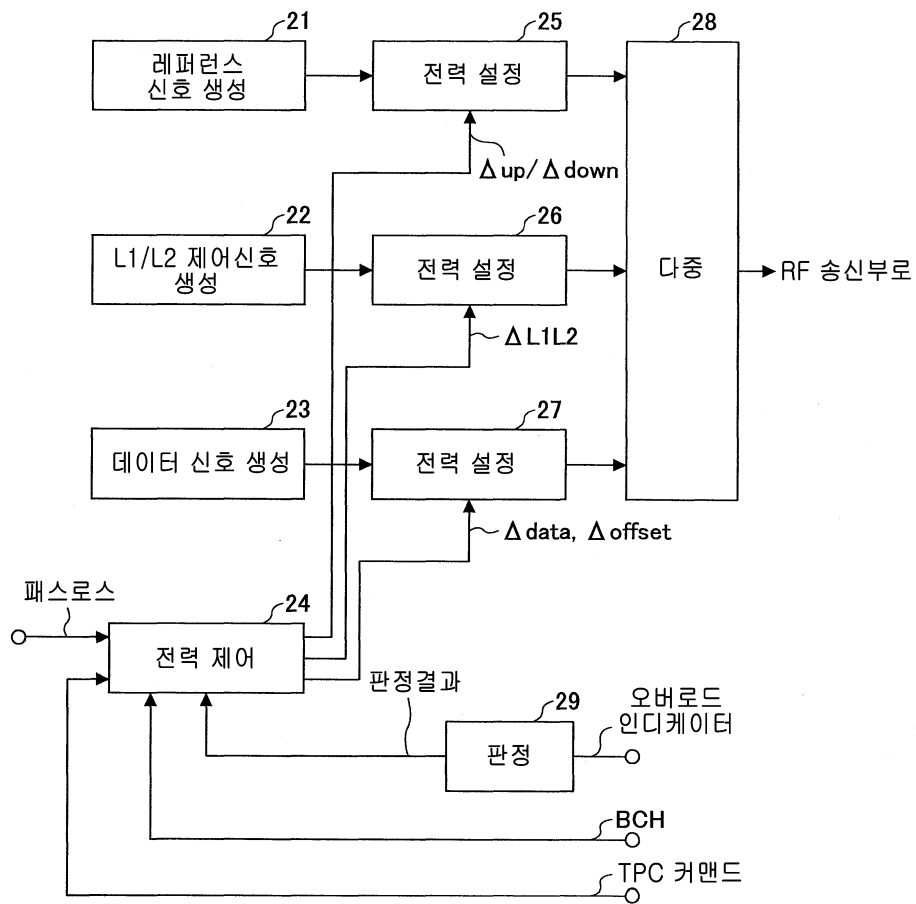 21
25
28
레퍼런스
신호 생성
전력 설정
Δup/Δdown
22
26
L1/L2 제어신호
생성
전력 설정
다중
RF 송신부로
ΔL1L2
23
27
데이터 신호 생성
전력 설정
Δdata, Δoffset
패스로스
24
전력 제어
판정결과
29
오버로드
인디케이터
판정
BCH
TPC 커맨드